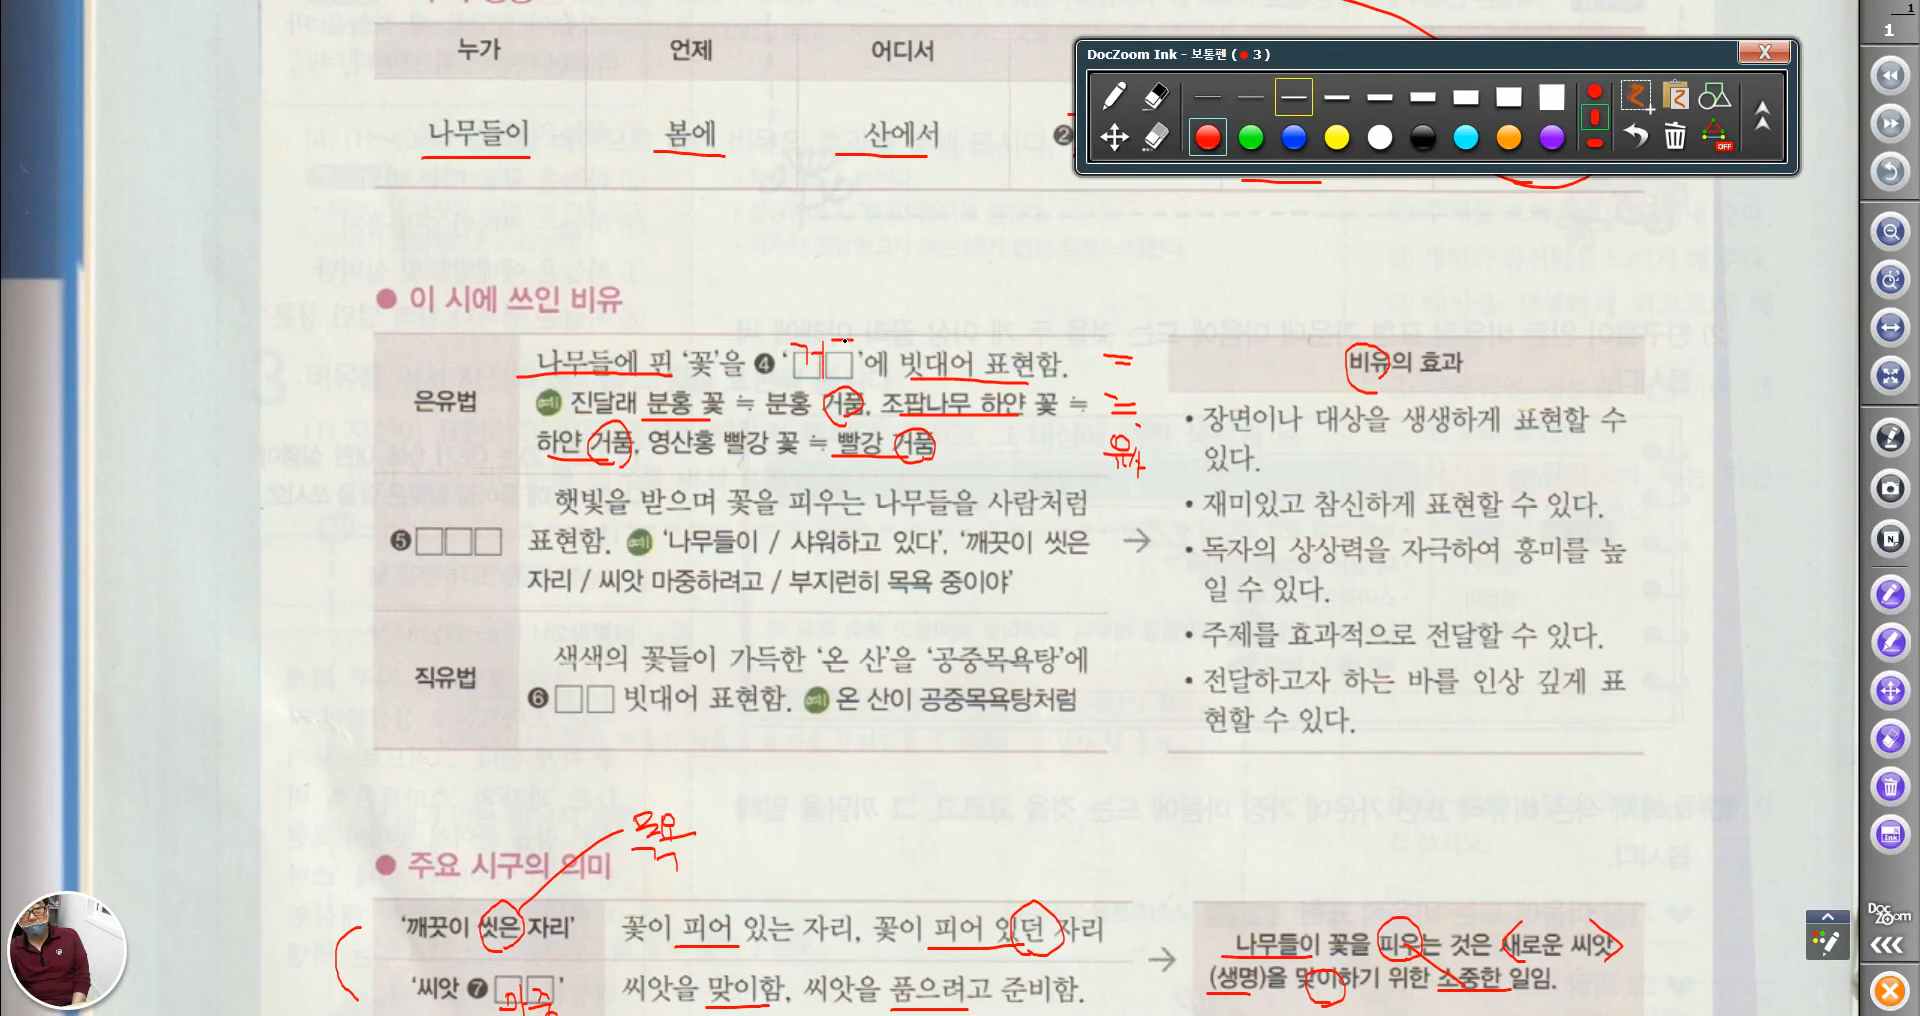 누가 언제 어디서
나무들이 봄에 산에서 ❷
DocZoom Ink - 보통펜 ( 3 )
OFF
1
1
● 이 시에 쓰인 비유
은유법
나무들에 핀 '꽃'을 ❹ '□□'에 빗대어 표현함.
거
예 진달래 분홍 꽃 ≒ 분홍 거품, 조팝나무 하얀 꽃 ≒
하얀 거품, 영산홍 빨강 꽃 ≒ 빨강 거품
유사
❺□□□
햇빛을 받으며 꽃을 피우는 나무들을 사람처럼
표현함. 예 '나무들이 / 샤워하고 있다', '깨끗이 씻은
자리 / 씨앗 마중하려고 / 부지런히 목욕 중이야'
직유법
색색의 꽃들이 가득한 '온 산'을 '공중목욕탕'에
❻□□ 빗대어 표현함. 예 온 산이 공중목욕탕처럼
→
비유의 효과
• 장면이나 대상을 생생하게 표현할 수
있다.
• 재미있고 참신하게 표현할 수 있다.
• 독자의 상상력을 자극하여 흥미를 높
일 수 있다.
• 주제를 효과적으로 전달할 수 있다.
• 전달하고자 하는 바를 인상 깊게 표
현할 수 있다.
● 주요 시구의 의미
목욕
'깨끗이 씻은 자리' 꽃이 피어 있는 자리, 꽃이 피어 있던 자리
'씨앗 ❼□□' 씨앗을 맞이함, 씨앗을 품으려고 준비함.
마중
→
나무들이 꽃을 피우는 것은 새로운 씨앗
(생명)을 맞이하기 위한 소중한 일임.
Doc
Zoom
Ink